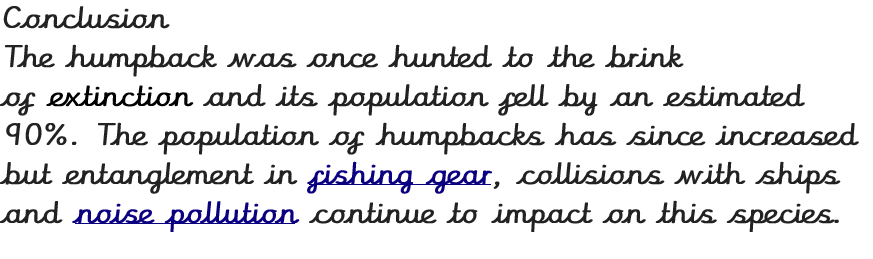 Conclusion
The humpback was once hunted to the brink
of extinction and its population fell by an estimated
90%. The population of humpbacks has since increased
but entanglement in fishing gear, collisions with ships
and noise pollution continue to impact on this species.